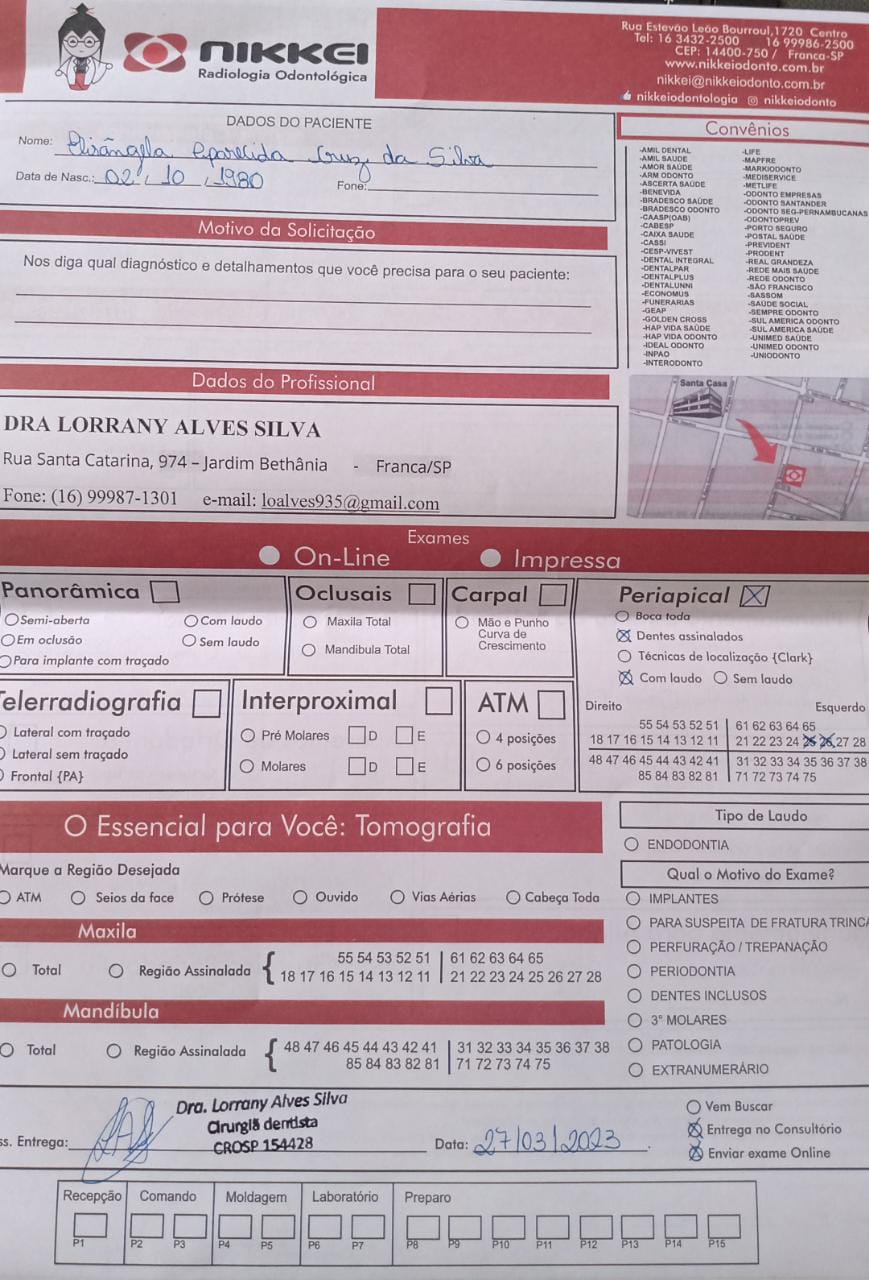 NIKKEI
Radiologia Odontológica
Rua Estevão Leão Bourroul,1720 Centro
Tel: 16 3432-2500 16 99986-2500
CEP: 14400-750 / Franca-SP
www.nikkeiodonto.com.br
nikkei@nikkeiodonto.com.br
nikkeiodontologia nikkeiodonto
DADOS DO PACIENTE
Nome: Elisângela Aparecida Cruz da Silva
Data de Nasc.: 02 / 10 / 1980 Fone:
Convênios
-AMIL DENTAL
-AMIL SAÚDE
-AMOR SAÚDE
-ARM ODONTO
-ASCERTA SAÚDE
-BENEVIDA
-BRADESCO SAÚDE
-BRADESCO ODONTO
-CAASP(OAB)
-CABESP
-CAIXA SAUDE
-CASSI
-CESP-VIVEST
-DENTAL INTEGRAL
-DENTALPAR
-DENTALPLUS
-DENTALUNNI
-ECONOMUS
-FUNERARIAS
-GEAP
-GOLDEN CROSS
-HAP VIDA SAÚDE
-HAP VIDA ODONTO
-IDEAL ODONTO
-INPAO
-INTERODONTO
-LIFE
-MAPFRE
-MARKIODONTO
-MEDISERVICE
-METLIFE
-ODONTO EMPRESAS
-ODONTO SANTANDER
-ODONTO SEG-PERNAMBUCANAS
-ODONTOPREV
-PORTO SEGURO
-POSTAL SAÚDE
-PREVIDENT
-PRODENT
-REAL GRANDEZA
-REDE MAIS SAÚDE
-REDE ODONTO
-SÃO FRANCISCO
-SASSOM
-SAÚDE SOCIAL
-SEMPRE ODONTO
-SUL AMERICA ODONTO
-SUL AMERICA SAÚDE
-UNIMED SAÚDE
-UNIMED ODONTO
-UNIODONTO
Motivo da Solicitação
Nos diga qual diagnóstico e detalhamentos que você precisa para o seu paciente:
Dados do Profissional
DRA LORRANY ALVES SILVA
Rua Santa Catarina, 974 – Jardim Bethânia - Franca/SP
Fone: (16) 99987-1301 e-mail: loalves935@gmail.com
Santa Casa
Exames
On-Line Impressa
Panorâmica
Semi-aberta Com laudo
Em oclusão Sem laudo
Para implante com traçado
Oclusais
Maxila Total
Mandibula Total
Carpal
Mão e Punho
Curva de
Crescimento
Periapical
Boca toda
Dentes assinalados
Técnicas de localização {Clark}
Com laudo Sem laudo
Direito Esquerdo
55 54 53 52 51 61 62 63 64 65
18 17 16 15 14 13 12 11 21 22 23 24 25 26 27 28
48 47 46 45 44 43 42 41 31 32 33 34 35 36 37 38
85 84 83 82 81 71 72 73 74 75
Telerradiografia
Lateral com traçado
Lateral sem traçado
Frontal {PA}
Interproximal
Pré Molares D E
Molares D E
ATM
4 posições
6 posições
O Essencial para Você: Tomografia
Marque a Região Desejada
ATM Seios da face Prótese Ouvido Vias Aérias Cabeça Toda
Maxila
Total Região Assinalada
55 54 53 52 51 61 62 63 64 65
18 17 16 15 14 13 12 11 21 22 23 24 25 26 27 28
Mandíbula
Total Região Assinalada
48 47 46 45 44 43 42 41 31 32 33 34 35 36 37 38
85 84 83 82 81 71 72 73 74 75
Tipo de Laudo
ENDODONTIA
Qual o Motivo do Exame?
IMPLANTES
PARA SUSPEITA DE FRATURA TRINCA
PERFURAÇÃO / TREPANAÇÃO
PERIODONTIA
DENTES INCLUSOS
3° MOLARES
PATOLOGIA
EXTRANUMERÁRIO
Dra. Lorrany Alves Silva
Cirurgiã dentista
CROSP 154428
ss. Entrega: Data: 27/03/2023
Vem Buscar
Entrega no Consultório
Enviar exame Online
Recepção Comando Moldagem Laboratório Preparo
P1 P2 P3 P4 P5 P6 P7 P8 P9 P10 P11 P12 P13 P14 P15